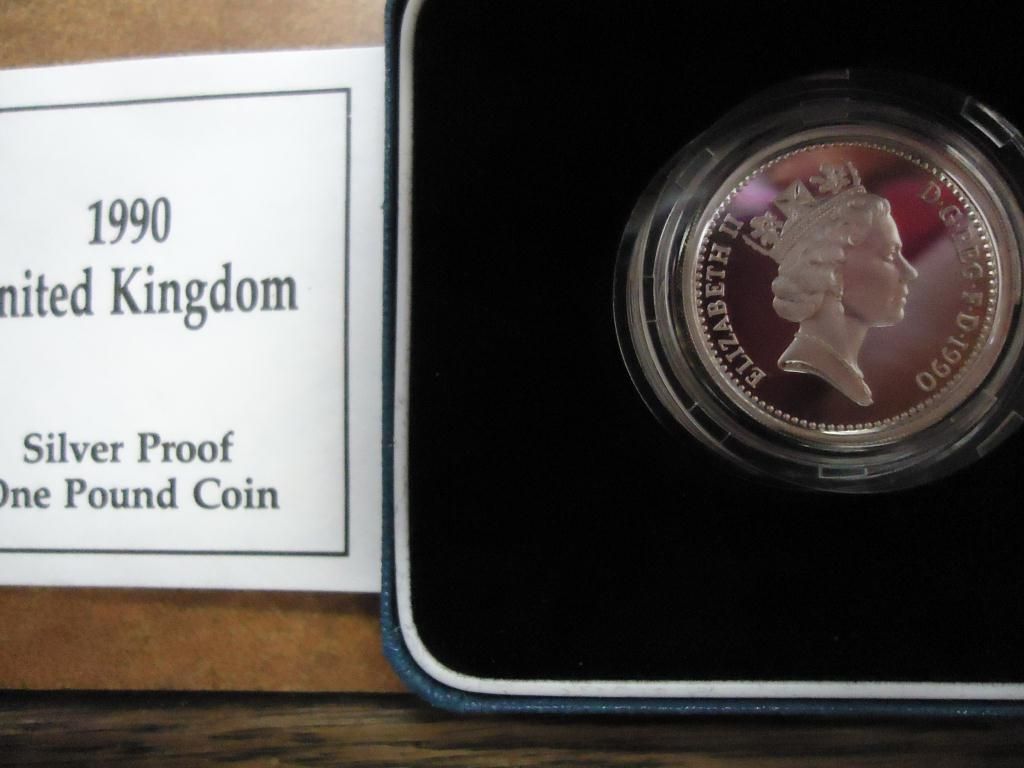 1990
nited Kingdom
Silver Proof
One Pound Coin
ELIZABETH II
D·G·REG·F·D·1990